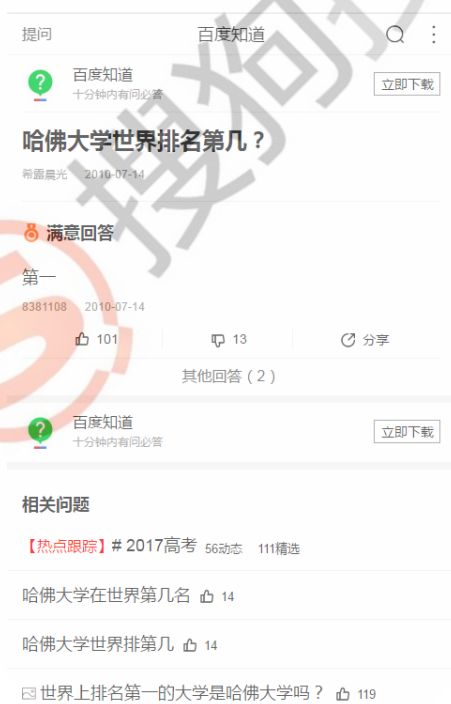 提问 百度知道
百度知道
十分钟内有问必答
立即下载
哈佛大学世界排名第几？
希露晨光 2010-07-14
满意回答
第一
8381108 2010-07-14
101 13 分享
其他回答（2）
百度知道
十分钟内有问必答
立即下载
相关问题
【热点跟踪】# 2017高考 56动态 111精选
哈佛大学在世界第几名 14
哈佛大学世界排第几 14
世界上排名第一的大学是哈佛大学吗？ 119
搜狗